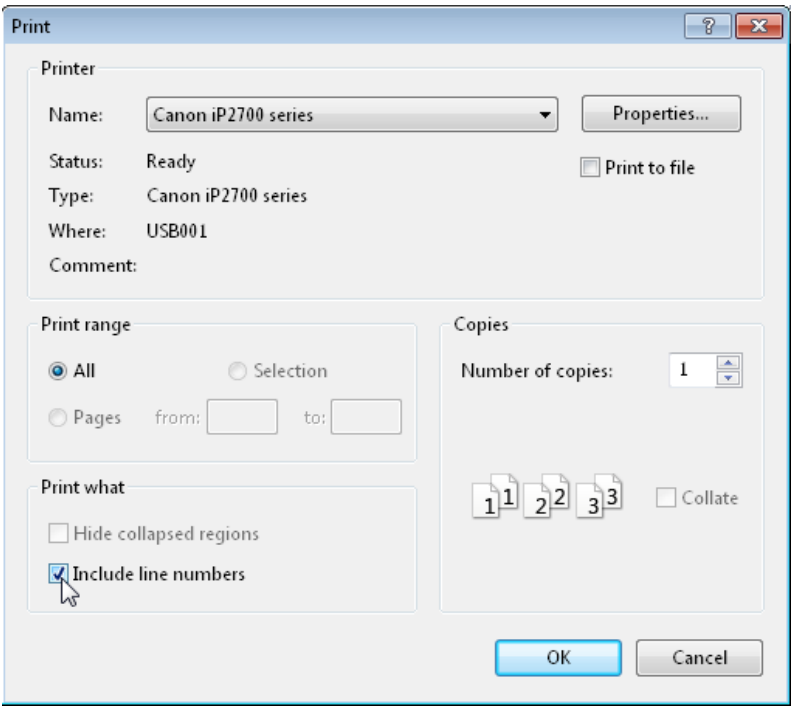 Print
Printer
Name: Canon iP2700 series Properties...
Status: Ready Print to file
Type: Canon iP2700 series
Where: USB001
Comment:
Print range
All Selection
Pages from: to:
Copies
Number of copies: 1
1 1 2 2 3 3 Collate
Print what
Hide collapsed regions
Include line numbers
OK Cancel